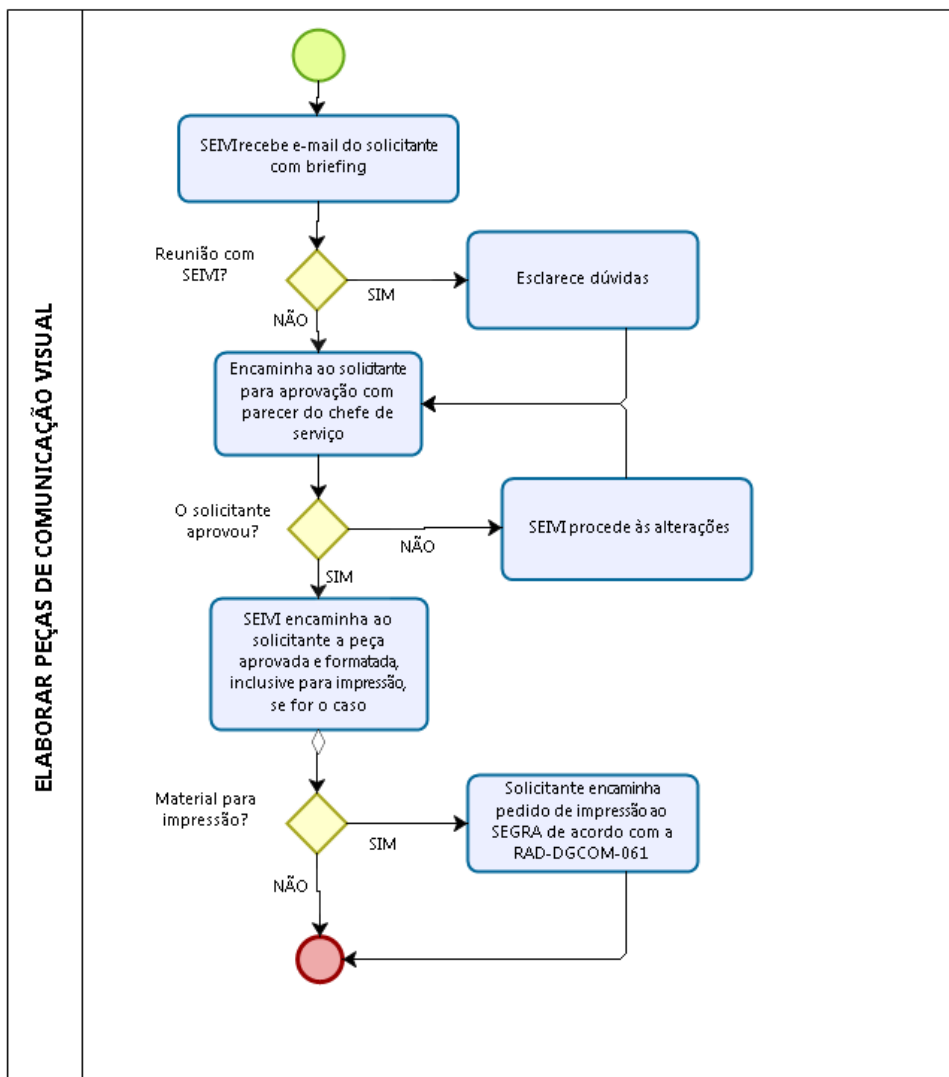 ELABORAR PEÇAS DE COMUNICAÇÃO VISUAL
SEIVI recebe e-mail do solicitante
com briefing
Reunião com
SEIVI?
SIM
NÃO
Esclarece dúvidas
Encaminha ao solicitante
para aprovação com
parecer do chefe de
serviço
O solicitante
aprovou?
NÃO
SIM
SEIVI procede às alterações
SEIVI encaminha ao
solicitante a peça
aprovada e formatada,
inclusive para impressão,
se for o caso
Material para
impressão?
SIM
NÃO
Solicitante encaminha
pedido de impressão ao
SEGRA de acordo com a
RAD-DGCOM-061